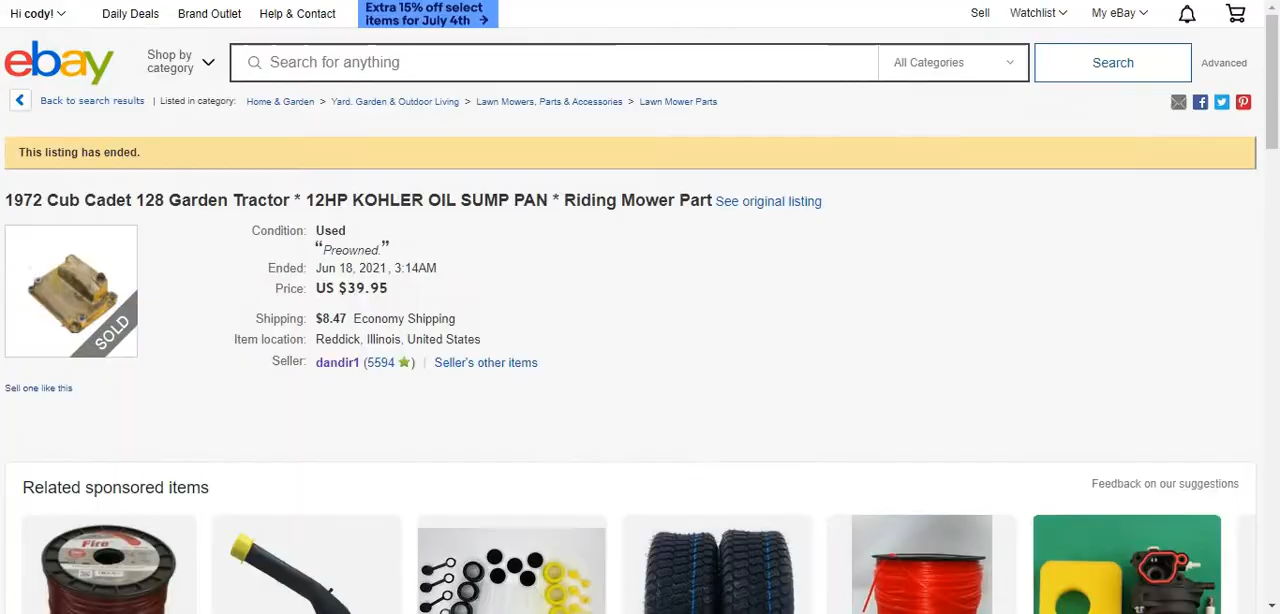 Hi cody!
Daily Deals
Brand Outlet
Help & Contact
Extra 15% off select
items for July 4th →
Sell
Watchlist
My eBay
ebay
Shop by
category
Search for anything
All Categories
Search
Advanced
Back to search results | Listed in category: Home & Garden > Yard, Garden & Outdoor Living > Lawn Mowers, Parts & Accessories > Lawn Mower Parts
This listing has ended.
1972 Cub Cadet 128 Garden Tractor * 12HP KOHLER OIL SUMP PAN * Riding Mower Part See original listing
SOLD
Condition: Used
“Preowned.”
Ended: Jun 18, 2021, 3:14AM
Price: US $39.95
Shipping: $8.47 Economy Shipping
Item location: Reddick, Illinois, United States
Seller: dandir1 (5594 ★) | Seller's other items
Sell one like this
Related sponsored items
Feedback on our suggestions
Fire